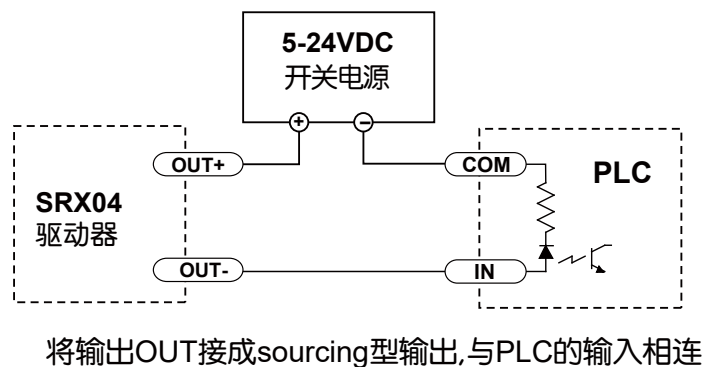 5-24VDC
开关电源
+ −
OUT+
COM
PLC
SRX04
驱动器
OUT-
IN
将输出OUT接成sourcing型输出,与PLC的输入相连